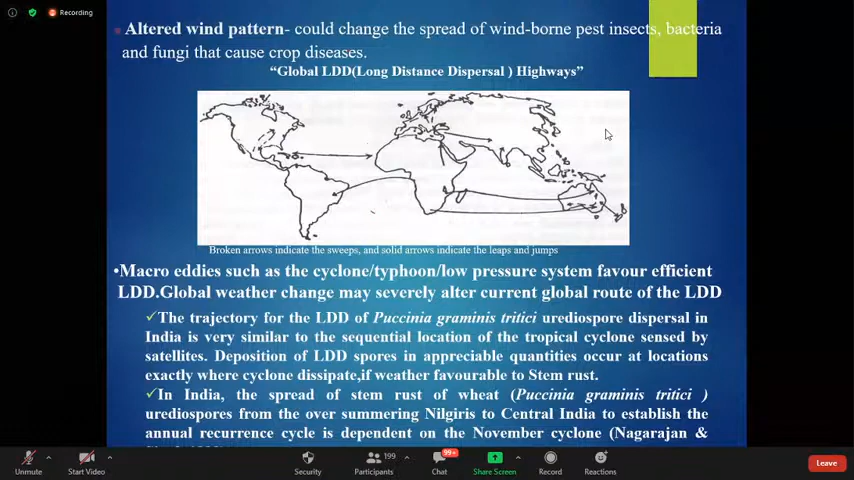 Recording
Altered wind pattern- could change the spread of wind-borne pest insects, bacteria
and fungi that cause crop diseases.
“Global LDD(Long Distance Dispersal ) Highways”
Broken arrows indicate the sweeps, and solid arrows indicate the leaps and jumps
•Macro eddies such as the cyclone/typhoon/low pressure system favour efficient
LDD.Global weather change may severely alter current global route of the LDD
✓The trajectory for the LDD of Puccinia graminis tritici urediospore dispersal in
India is very similar to the sequential location of the tropical cyclone sensed by
satellites. Deposition of LDD spores in appreciable quantities occur at locations
exactly where cyclone dissipate,if weather favourable to Stem rust.
✓In India, the spread of stem rust of wheat (Puccinia graminis tritici )
urediospores from the over summering Nilgiris to Central India to establish the
annual recurrence cycle is dependent on the November cyclone (Nagarajan &
199
99+
Unmute Start Video Security Participants Chat Share Screen Record Reactions Leave